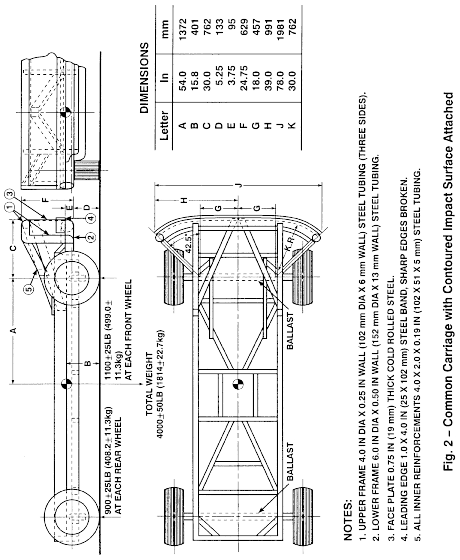 A
C
B
F
E
D
1
3
5
2
4
900±25LB (408.2±11.3kg)
AT EACH REAR WHEEL
1100±25LB (499.0±
11.3kg)
AT EACH FRONT WHEEL
TOTAL WEIGHT
4000±50LB (1814±22.7kg)
BALLAST
BALLAST
42.5°
K.R.
H
G
G
J
DIMENSIONS
Letter In mm
A 54.0 1372
B 15.8 401
C 30.0 762
D 5.25 133
E 3.75 95
F 24.75 629
G 18.0 457
H 39.0 991
J 78.0 1981
K 30.0 762
NOTES:
1. UPPER FRAME 4.0 IN DIA X 0.25 IN WALL (102 mm DIA X 6 mm WALL) STEEL TUBING (THREE SIDES).
2. LOWER FRAME 6.0 IN DIA X 0.50 IN WALL (152 mm DIA X 13 mm WALL) STEEL TUBING.
3. FACE PLATE 0.75 IN (19 mm) THICK COLD ROLLED STEEL.
4. LEADING EDGE 1.0 X 4.0 IN (25 X 102 mm) STEEL BAND, SHARP EDGES BROKEN.
5. ALL INNER REINFORCEMENTS 4.0 X 2.0 X 0.19 IN (102 X 51 X 5 mm) STEEL TUBING.
Fig. 2 – Common Carriage with Contoured Impact Surface Attached